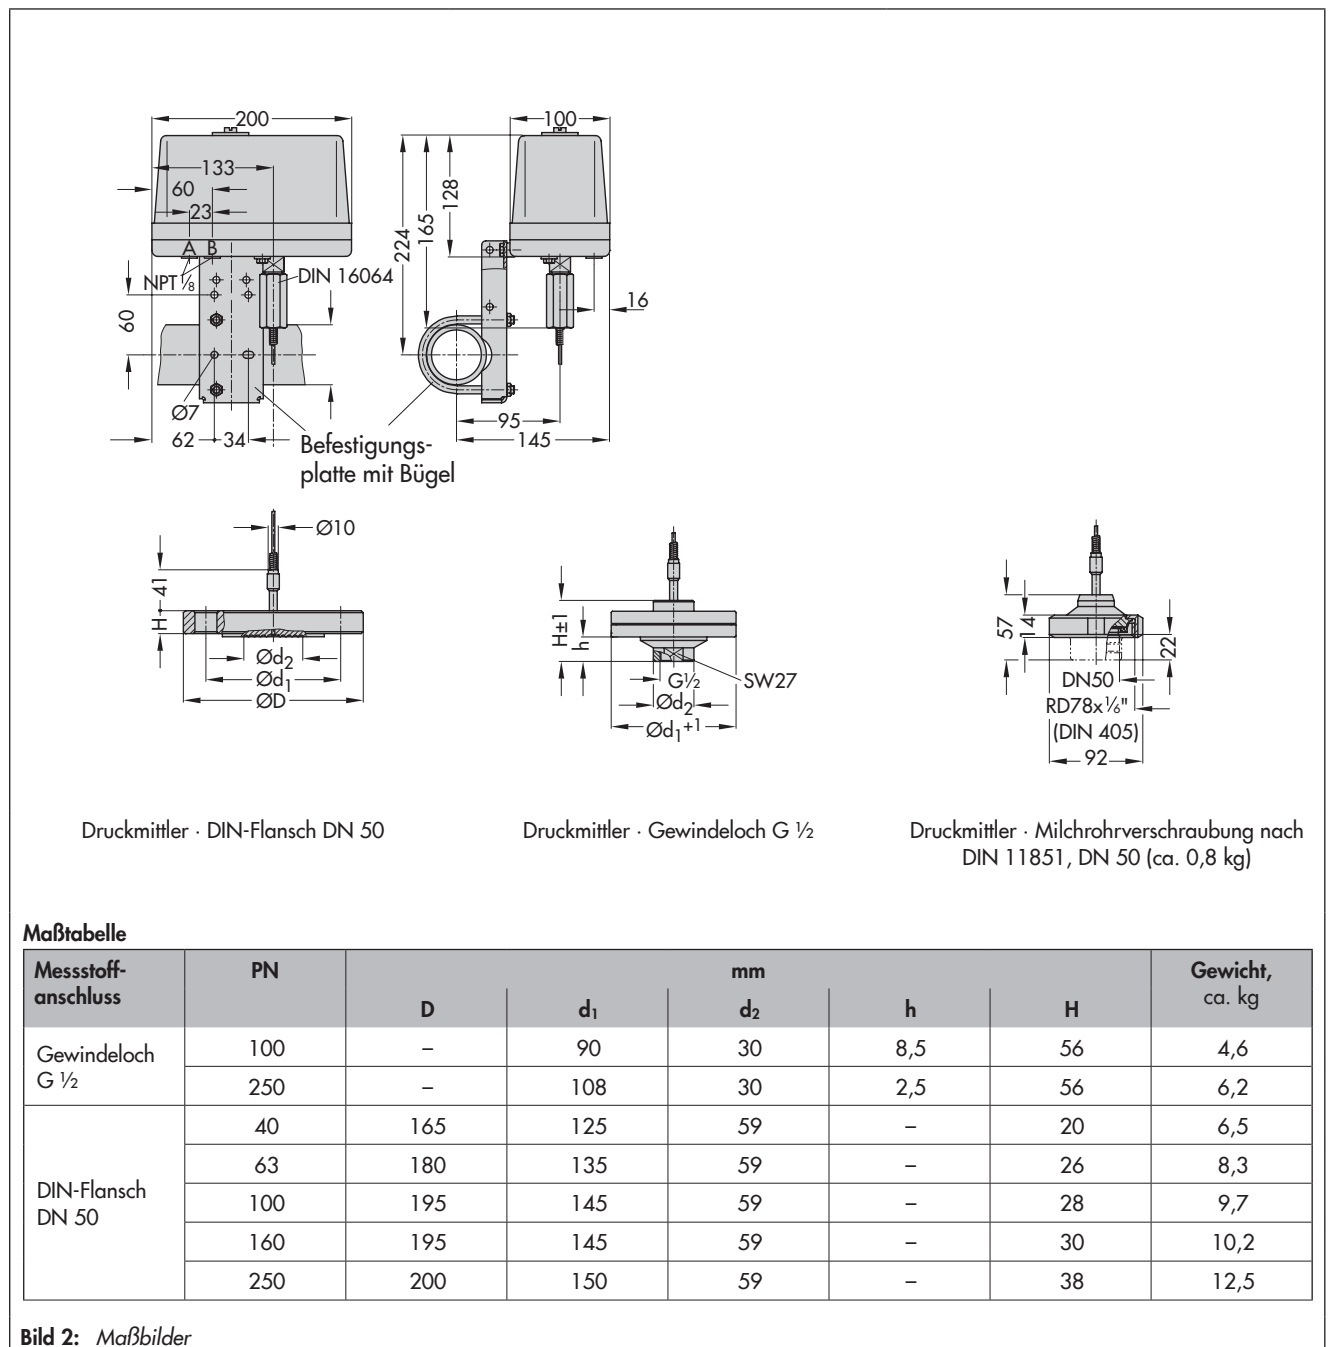 200
100
133
60
23
128
165
224
A B
NPT ⅛
DIN 16064
16
60
Ø7
62
34
95
145
Befestigungs-
platte mit Bügel
Ø10
41
H
Ød2
Ød1
ØD
H±1
h
G½
SW27
Ød2
Ød1+1
57
14
22
DN50
RD78x⅙"
(DIN 405)
92
Druckmittler · DIN-Flansch DN 50
Druckmittler · Gewindeloch G ½
Druckmittler · Milchrohrverschraubung nach
DIN 11851, DN 50 (ca. 0,8 kg)
Maßtabelle
Messstoff-
anschluss
PN
mm
Gewicht,
ca. kg
D d1 d2 h H
Gewindeloch
G ½
100 – 90 30 8,5 56 4,6
250 – 108 30 2,5 56 6,2
DIN-Flansch
DN 50
40 165 125 59 – 20 6,5
63 180 135 59 – 26 8,3
100 195 145 59 – 28 9,7
160 195 145 59 – 30 10,2
250 200 150 59 – 38 12,5
Bild 2: Maßbilder